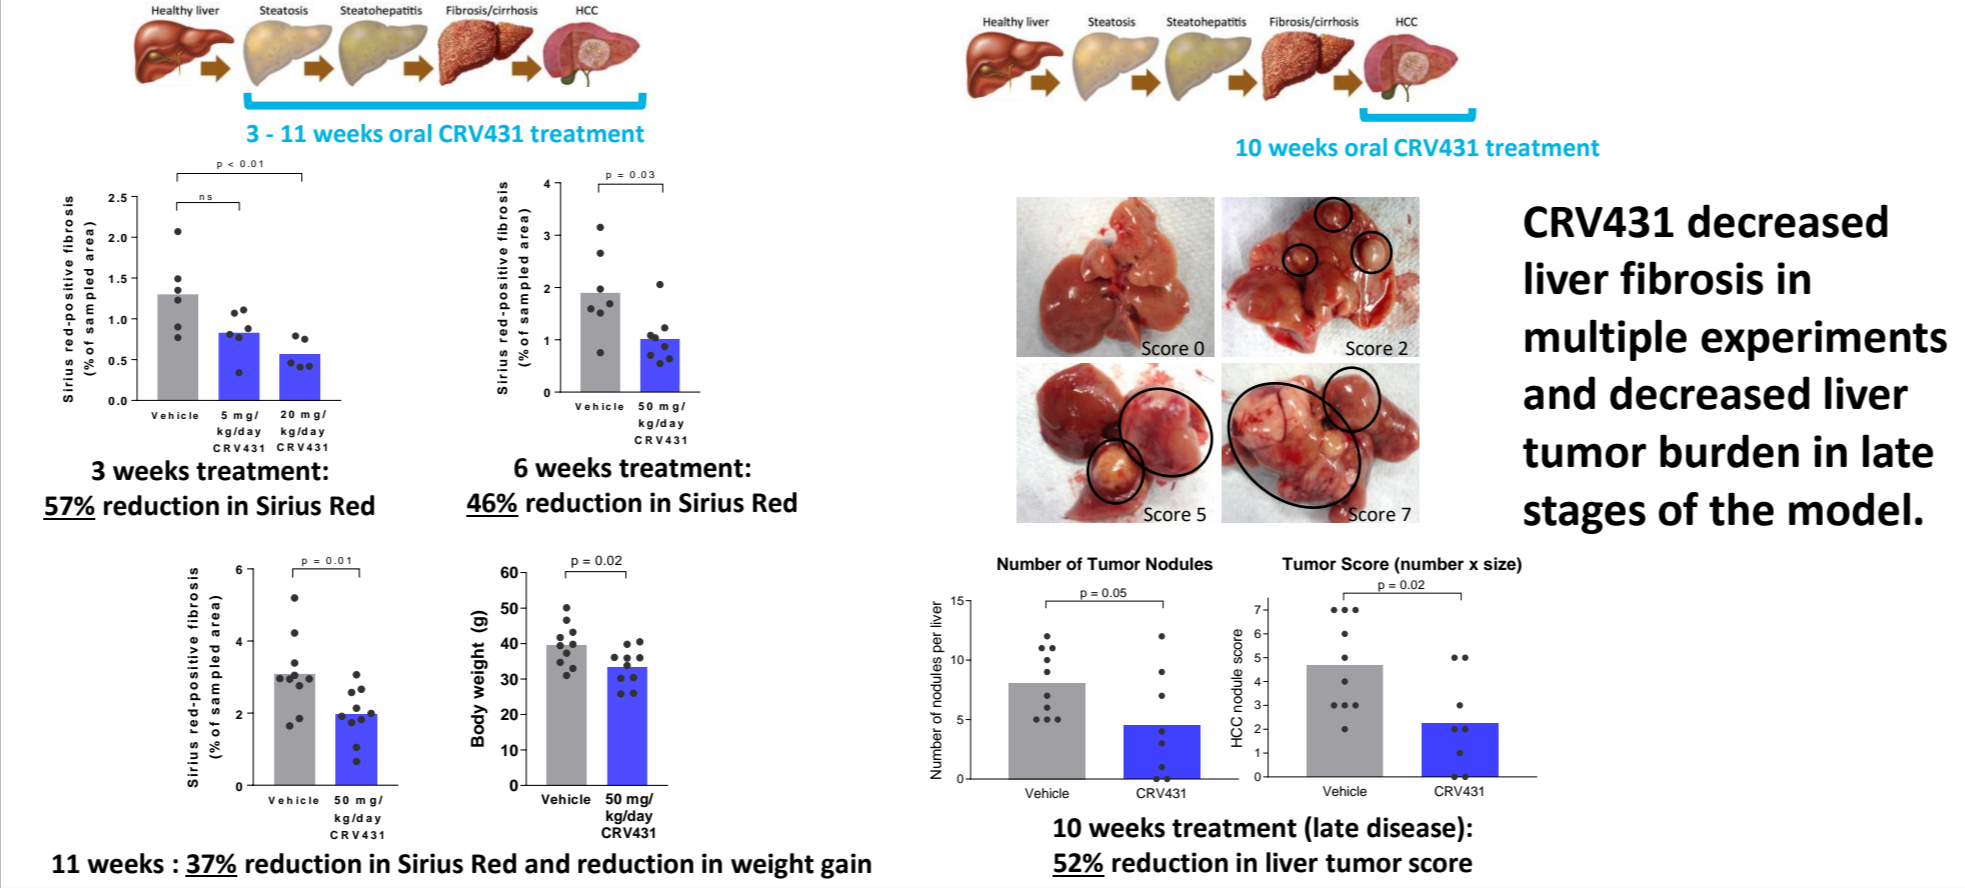 Healthy liver Steatosis Steatohepatitis Fibrosis/cirrhosis HCC
3 - 11 weeks oral CRV431 treatment
p < 0.01
ns
Sirius red-positive fibrosis
(% of sampled area)
2.5
2.0
1.5
1.0
0.5
0.0
Vehicle
5 mg/
kg/day
CRV431
20 mg/
kg/day
CRV431
3 weeks treatment:
57% reduction in Sirius Red
p = 0.03
Sirius red-positive fibrosis
(% of sampled area)
4
3
2
1
0
Vehicle
50 mg/
kg/day
CRV431
6 weeks treatment:
46% reduction in Sirius Red
p = 0.01
Sirius red-positive fibrosis
(% of sampled area)
6
4
2
0
Vehicle
50 mg/
kg/day
CRV431
p = 0.02
Body weight (g)
60
50
40
30
20
10
0
Vehicle
50 mg/
kg/day
CRV431
11 weeks : 37% reduction in Sirius Red and reduction in weight gain
Healthy liver Steatosis Steatohepatitis Fibrosis/cirrhosis HCC
10 weeks oral CRV431 treatment
Score 0
Score 2
Score 5
Score 7
CRV431 decreased
liver fibrosis in
multiple experiments
and decreased liver
tumor burden in late
stages of the model.
Number of Tumor Nodules
p = 0.05
Number of nodules per liver
15
10
5
0
Vehicle
CRV431
Tumor Score (number x size)
p = 0.02
HCC nodule score
7
6
5
4
3
2
1
0
Vehicle
CRV431
10 weeks treatment (late disease):
52% reduction in liver tumor score